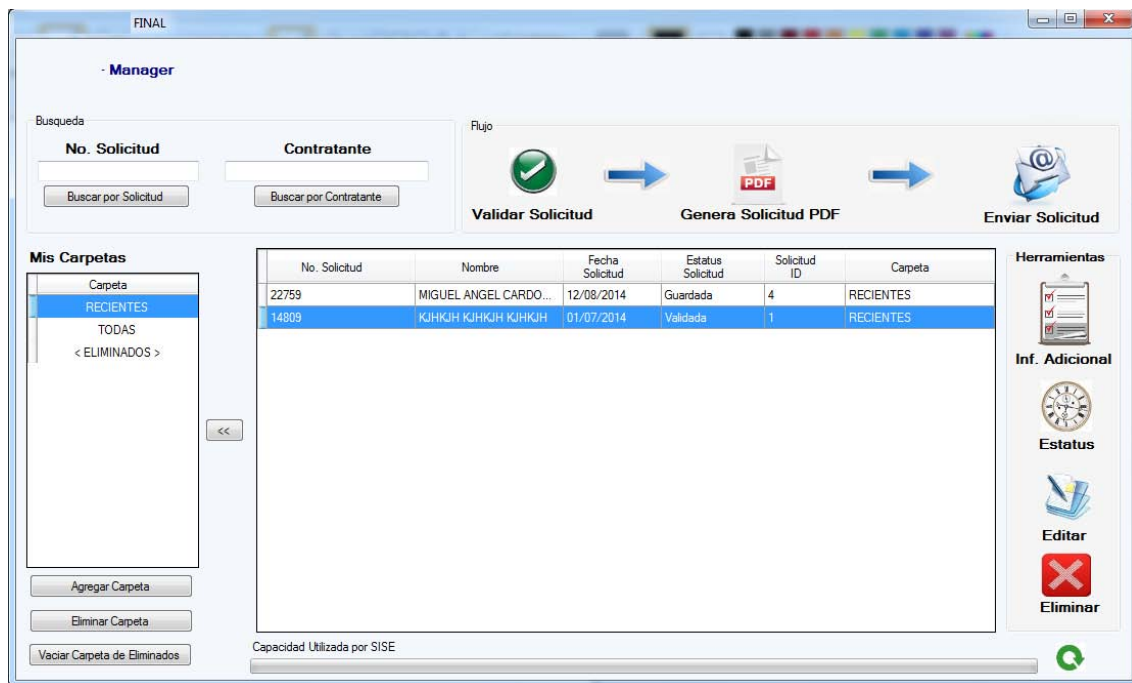 FINAL
· Manager
Busqueda
No. Solicitud
Contratante
Buscar por Solicitud
Buscar por Contratante
Flujo
Validar Solicitud
PDF
Genera Solicitud PDF
@
Enviar Solicitud
Mis Carpetas
Carpeta
RECIENTES
TODAS
< ELIMINADOS >
<<
No. Solicitud Nombre Fecha Solicitud Estatus Solicitud Solicitud ID Carpeta
22759 MIGUEL ANGEL CARDO... 12/08/2014 Guardada 4 RECIENTES
14809 KJHKJH KJHKJH KJHKJH 01/07/2014 Validada 1 RECIENTES
Herramientas
Inf. Adicional
Estatus
Editar
Eliminar
Agregar Carpeta
Eliminar Carpeta
Vaciar Carpeta de Eliminados
Capacidad Utilizada por SISE